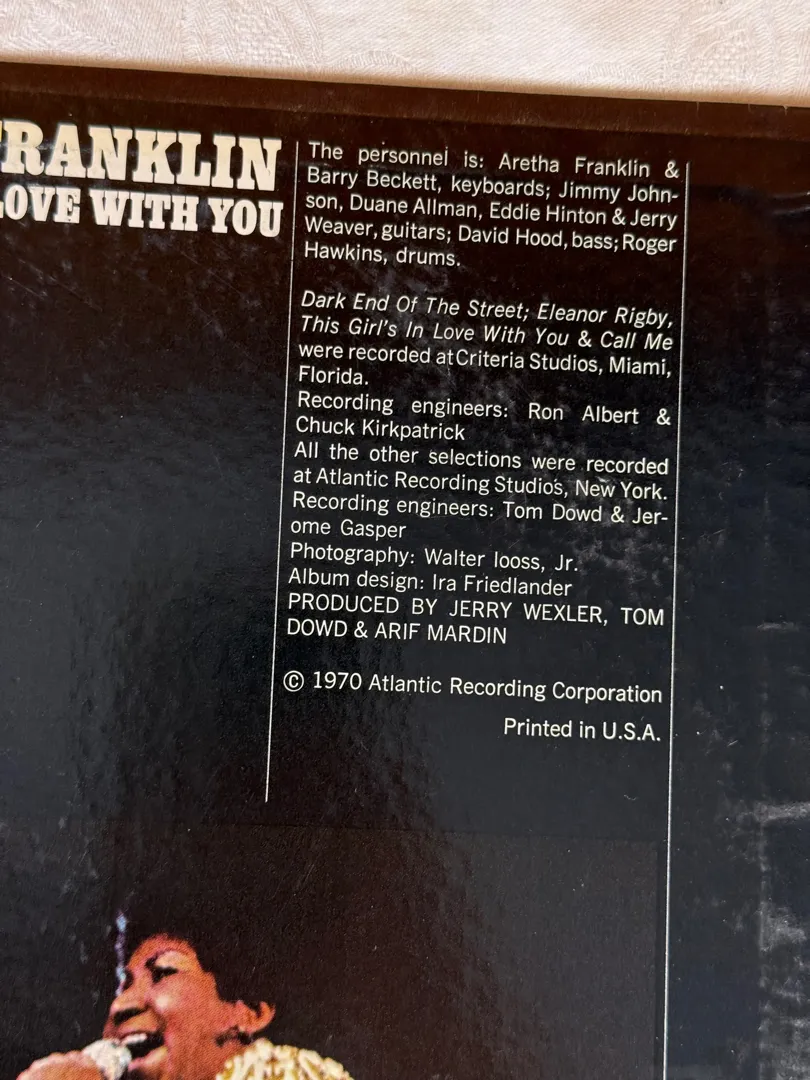 RANKLIN
LOVE WITH YOU
The personnel is: Aretha Franklin &
Barry Beckett, keyboards; Jimmy John-
son, Duane Allman, Eddie Hinton & Jerry
Weaver, guitars; David Hood, bass; Roger
Hawkins, drums.
Dark End Of The Street; Eleanor Rigby,
This Girl's In Love With You & Call Me
were recorded at Criteria Studios, Miami,
Florida.
Recording engineers: Ron Albert &
Chuck Kirkpatrick
All the other selections were recorded
at Atlantic Recording Studios, New York.
Recording engineers: Tom Dowd & Jer-
ome Gasper
Photography: Walter Iooss, Jr.
Album design: Ira Friedlander
PRODUCED BY JERRY WEXLER, TOM
DOWD & ARIF MARDIN
© 1970 Atlantic Recording Corporation
Printed in U.S.A.